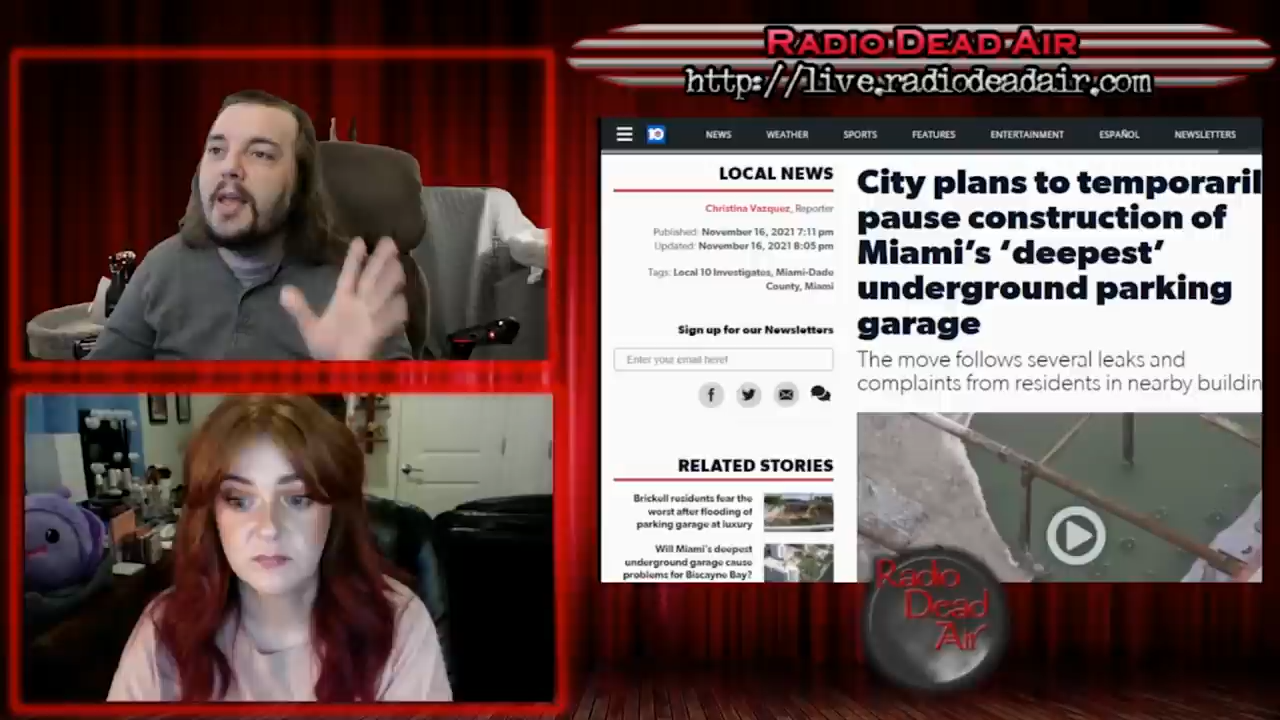 RADIO DEAD AIR
http://live.radiodeadair.com
10
NEWS
WEATHER
SPORTS
FEATURES
ENTERTAINMENT
ESPAÑOL
NEWSLETTERS
LOCAL NEWS
Christina Vazquez, Reporter
Published: November 16, 2021 7:11 pm
Updated: November 16, 2021 8:05 pm
Tags: Local 10 Investigates, Miami-Dade
County, Miami
Sign up for our Newsletters
Enter your email here!
RELATED STORIES
Brickell residents fear the
worst after flooding of
parking garage at luxury
Will Miami's deepest
underground garage cause
problems for Biscayne Bay?
City plans to temporaril
pause construction of
Miami's ‘deepest’
underground parking
garage
The move follows several leaks and
complaints from residents in nearby buildin
Radio
Dead
Air